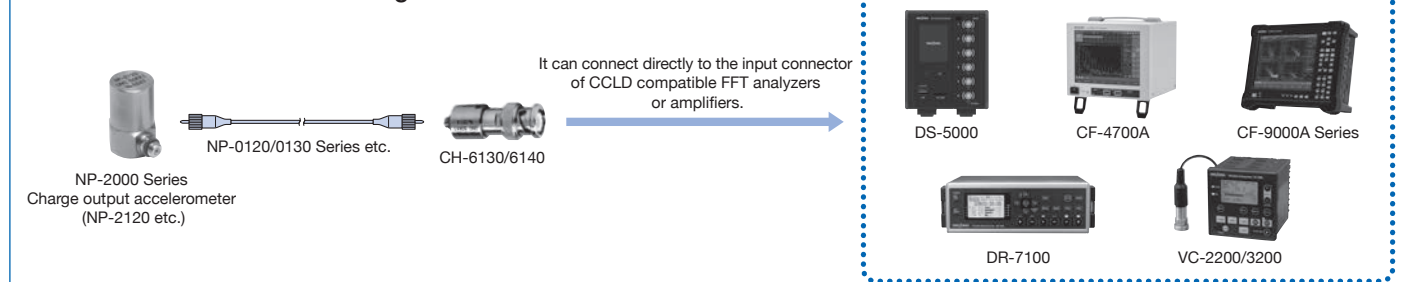 NP-2000 Series
Charge output accelerometer
(NP-2120 etc.)
NP-0120/0130 Series etc.
CH-6130/6140
It can connect directly to the input connector
of CCLD compatible FFT analyzers
or amplifiers.
DS-5000
CF-4700A
CF-9000A Series
DR-7100
VC-2200/3200